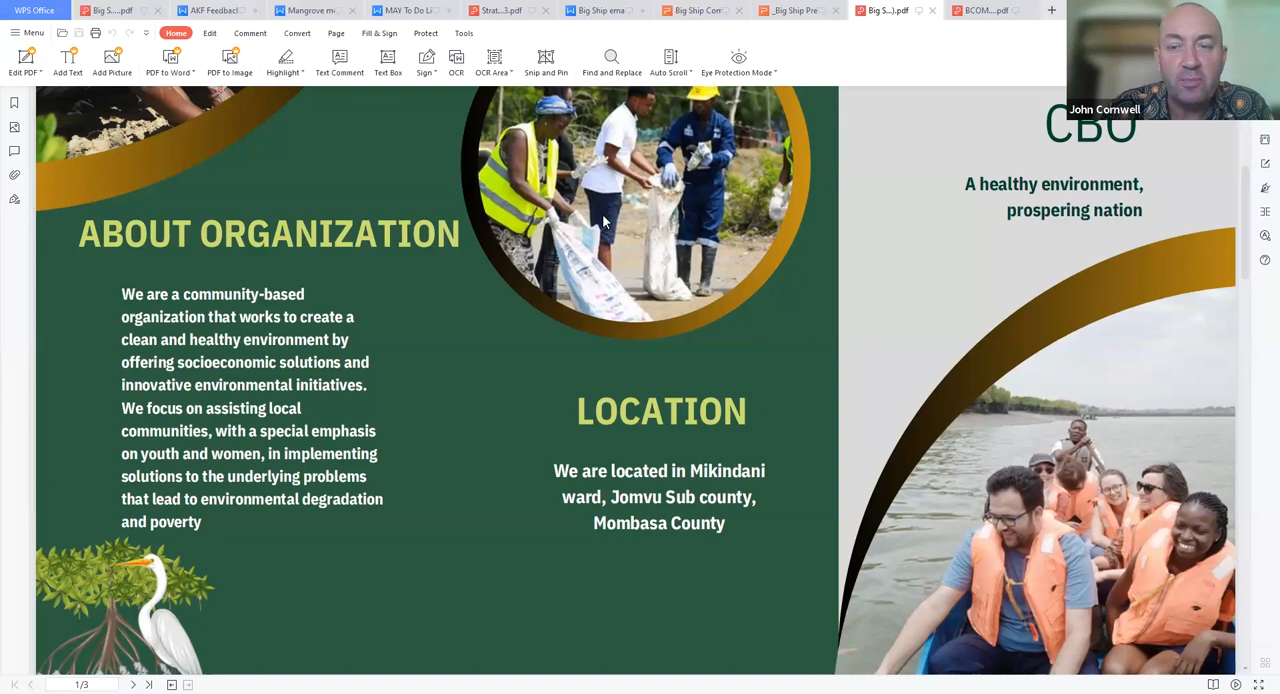 WPS Office
Big S.....pdf
AKF Feedbacl
Mangrove m
MAY To Do Li
Strat...3.pdf
Big Ship ema
Big Ship Com
_Big Ship Pre
Big S...).pdf
BCOM....pdf
Menu
Home
Edit
Comment
Convert
Page
Fill & Sign
Protect
Tools
Edit PDF
Add Text
Add Picture
PDF to Word
PDF to Image
Highlight
Text Comment
Text Box
Sign
OCR
OCR Area
Snip and Pin
Find and Replace
Auto Scroll
Eye Protection Mode
John Cornwell
CBO
A healthy environment,
prospering nation
ABOUT ORGANIZATION
We are a community-based
organization that works to create a
clean and healthy environment by
offering socioeconomic solutions and
innovative environmental initiatives.
We focus on assisting local
communities, with a special emphasis
on youth and women, in implementing
solutions to the underlying problems
that lead to environmental degradation
and poverty
LOCATION
We are located in Mikindani
ward, Jomvu Sub county,
Mombasa County
1/3